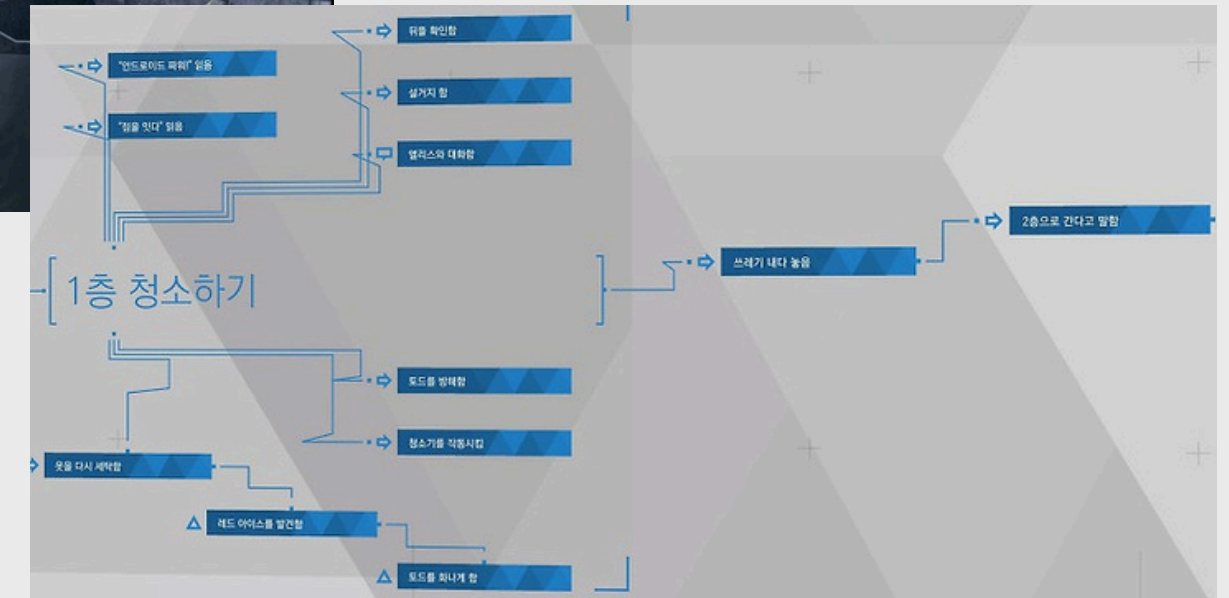 뒤뜰 확인함
"안드로이드 파워!" 읽음
설거지 함
"점을 잇다" 읽음
앨리스와 대화함
2층으로 간다고 말함
쓰레기 내다 놓음
1층 청소하기
토드를 방해함
청소기를 작동시킴
옷을 다시 세탁함
레드 아이스를 발견함
토드를 화나게 함